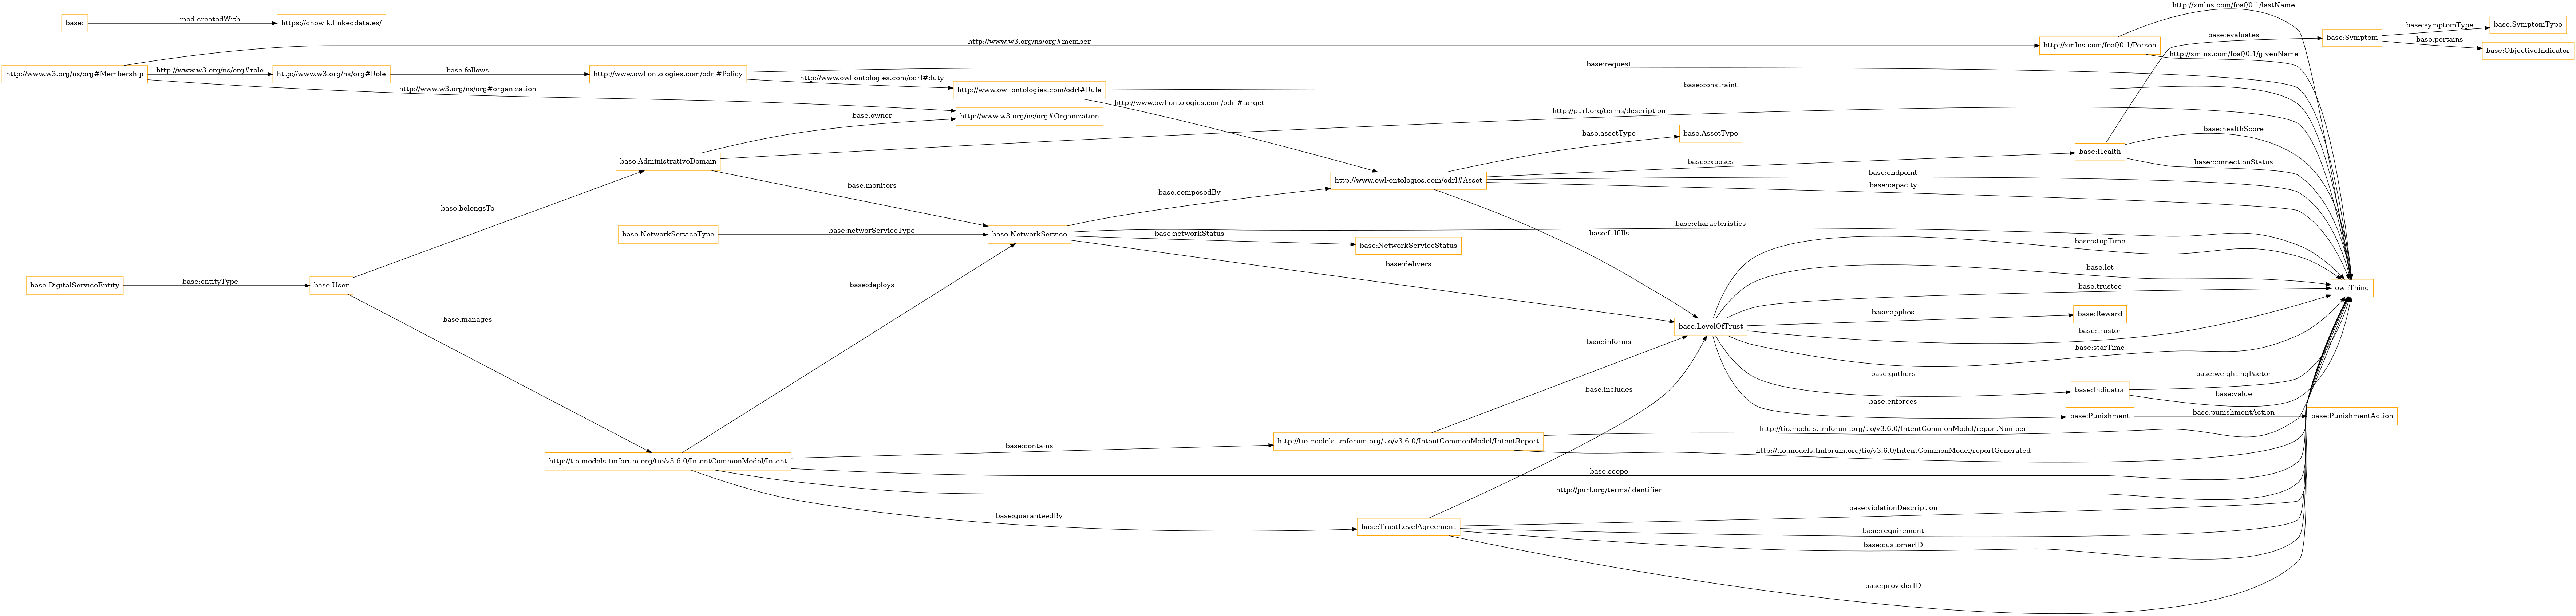 base:
mod:createdWith
https://chowlk.linkeddata.es/
http://xmlns.com/foaf/0.1/lastName
base:symptomType
base:SymptomType
base:evaluates
base:Symptom
base:pertains
base:ObjectiveIndicator
http://www.w3.org/ns/org#member
http://xmlns.com/foaf/0.1/Person
http://xmlns.com/foaf/0.1/givenName
http://www.w3.org/ns/org#Membership
http://www.w3.org/ns/org#role
http://www.w3.org/ns/org#Role
base:follows
http://www.owl-ontologies.com/odrl#Policy
base:request
http://www.owl-ontologies.com/odrl#duty
http://www.w3.org/ns/org#organization
http://www.owl-ontologies.com/odrl#Rule
base:constraint
http://www.owl-ontologies.com/odrl#target
base:owner
http://www.w3.org/ns/org#Organization
http://purl.org/terms/description
base:assetType
base:AssetType
base:healthScore
base:AdministrativeDomain
base:exposes
base:Health
base:connectionStatus
base:monitors
base:composedBy
http://www.owl-ontologies.com/odrl#Asset
base:endpoint
base:capacity
base:belongsTo
base:NetworkServiceType
base:networServiceType
base:NetworkService
base:characteristics
base:networkStatus
base:NetworkServiceStatus
base:fulfills
base:stopTime
base:delivers
base:lot
base:DigitalServiceEntity
base:entityType
base:User
base:deploys
base:trustee
owl:Thing
base:manages
base:LevelOfTrust
base:applies
base:Reward
base:trustor
base:informs
base:starTime
base:gathers
base:weightingFactor
base:includes
base:Indicator
base:value
base:enforces
base:Punishment
base:punishmentAction
base:PunishmentAction
http://tio.models.tmforum.org/tio/v3.6.0/IntentCommonModel/reportNumber
base:contains
http://tio.models.tmforum.org/tio/v3.6.0/IntentCommonModel/IntentReport
http://tio.models.tmforum.org/tio/v3.6.0/IntentCommonModel/reportGenerated
http://tio.models.tmforum.org/tio/v3.6.0/IntentCommonModel/Intent
base:scope
http://purl.org/terms/identifier
base:guaranteedBy
base:violationDescription
base:TrustLevelAgreement
base:requirement
base:customerID
base:providerID